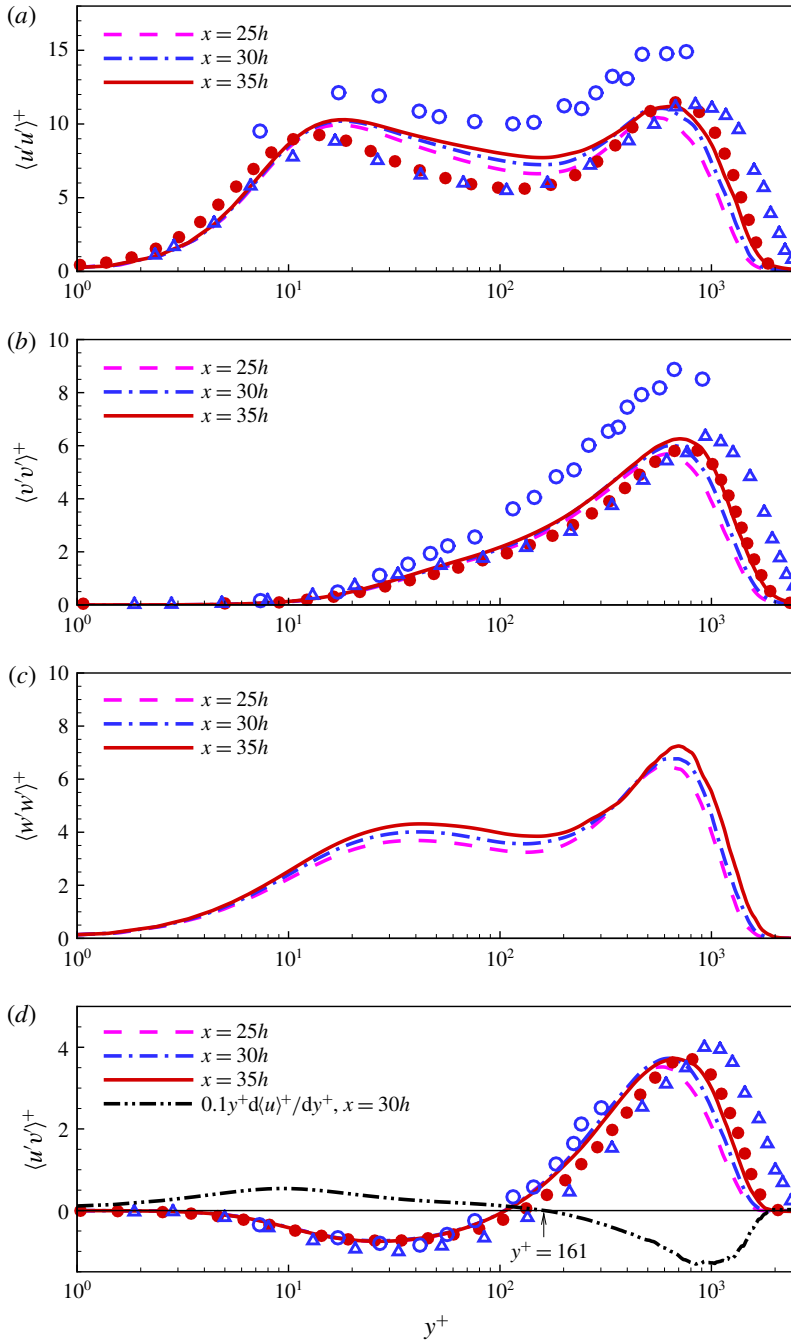 (a)
15
10
5
0
⟨u′u′⟩⁺
x = 25h
x = 30h
x = 35h
10⁰ 10¹ 10² 10³
(b)
10
8
6
4
2
0
⟨v′v′⟩⁺
x = 25h
x = 30h
x = 35h
10⁰ 10¹ 10² 10³
(c)
10
8
6
4
2
0
⟨w′w′⟩⁺
x = 25h
x = 30h
x = 35h
10⁰ 10¹ 10² 10³
(d)
4
2
0
⟨u′v′⟩⁺
x = 25h
x = 30h
x = 35h
0.1y⁺d⟨u⟩⁺/dy⁺, x = 30h
y⁺ = 161
10⁰ 10¹ 10² 10³
y⁺